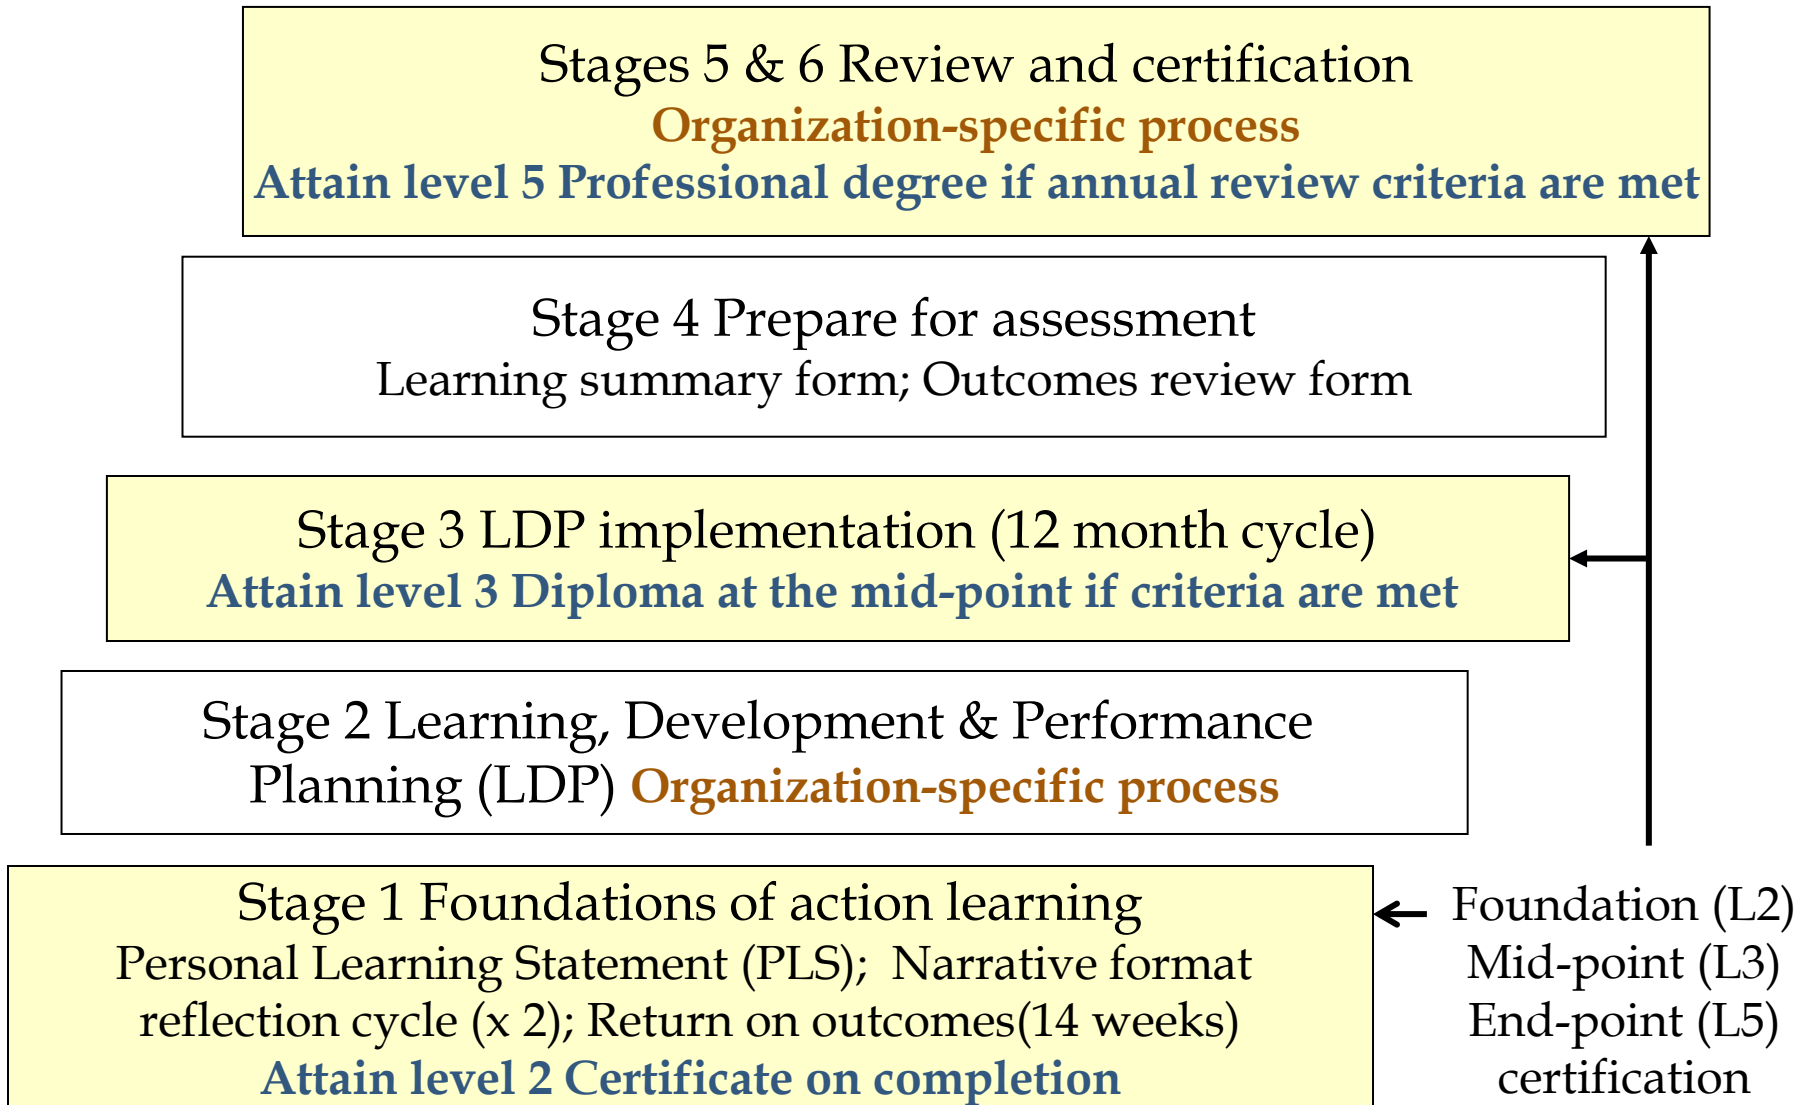 Stages 5 & 6 Review and certification
Organization-specific process
Attain level 5 Professional degree if annual review criteria are met
Stage 4 Prepare for assessment
Learning summary form; Outcomes review form
Stage 3 LDP implementation (12 month cycle)
Attain level 3 Diploma at the mid-point if criteria are met
Stage 2 Learning, Development & Performance
Planning (LDP) Organization-specific process
Stage 1 Foundations of action learning
Personal Learning Statement (PLS);  Narrative format
reflection cycle (x 2); Return on outcomes(14 weeks)
Attain level 2 Certificate on completion
Foundation (L2)
Mid-point (L3)
End-point (L5)
certification